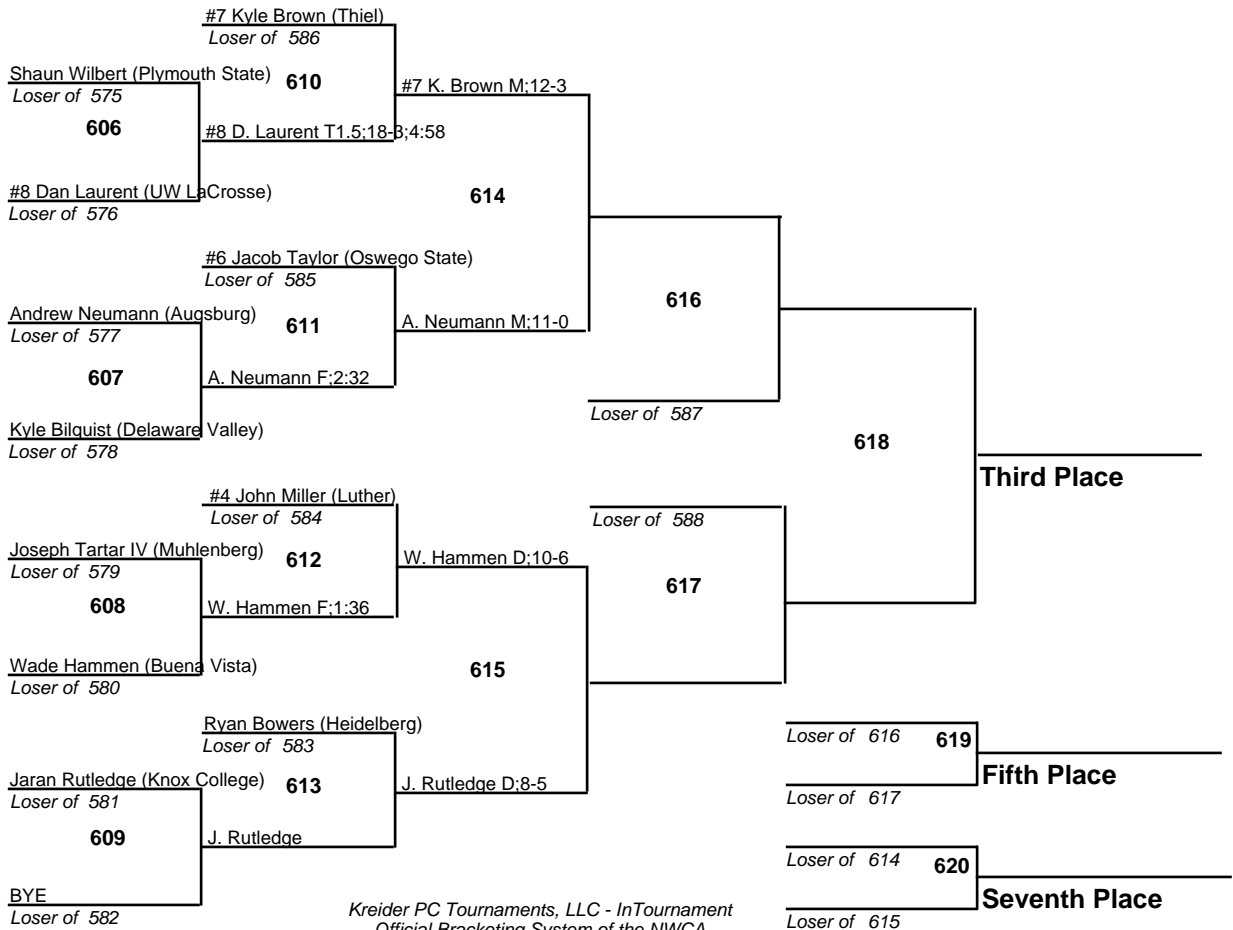 #7 Kyle Brown (Thiel)
Loser of 586
Shaun Wilbert (Plymouth State)
Loser of 575
610
#7 K. Brown M;12-3
606
#8 D. Laurent T1.5;18-3;4:58
#8 Dan Laurent (UW LaCrosse)
Loser of 576
614
#6 Jacob Taylor (Oswego State)
Loser of 585
Andrew Neumann (Augsburg)
Loser of 577
611
A. Neumann M;11-0
616
607
A. Neumann F;2:32
Loser of 587
Kyle Bilquist (Delaware Valley)
Loser of 578
618
Third Place
#4 John Miller (Luther)
Loser of 584
Loser of 588
Joseph Tartar IV (Muhlenberg)
Loser of 579
612
W. Hammen D;10-6
617
608
W. Hammen F;1:36
Wade Hammen (Buena Vista)
Loser of 580
615
Ryan Bowers (Heidelberg)
Loser of 583
Loser of 616
619
Fifth Place
Loser of 617
Jaran Rutledge (Knox College)
Loser of 581
613
J. Rutledge D;8-5
609
J. Rutledge
Loser of 614
620
Seventh Place
Loser of 615
BYE
Loser of 582
Kreider PC Tournaments, LLC - InTournament
Official Bracketing System of the NWCA